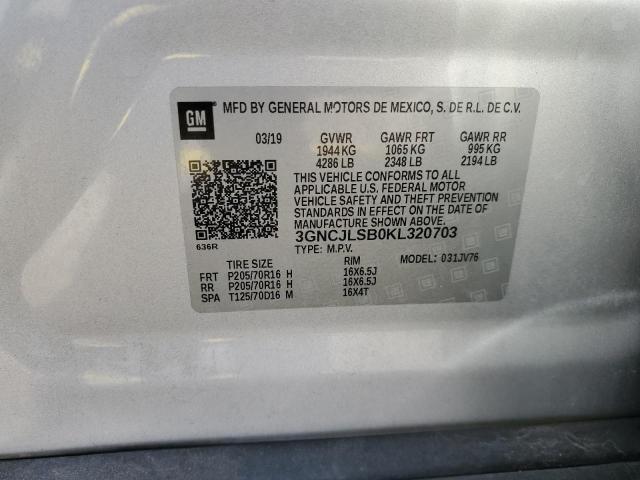 GM MFD BY GENERAL MOTORS DE MEXICO, S. DE R.L. DE C.V.
03/19 GVWR GAWR FRT GAWR RR
1944 KG 1065 KG 995 KG
4286 LB 2348 LB 2194 LB
THIS VEHICLE CONFORMS TO ALL
APPLICABLE U.S. FEDERAL MOTOR
VEHICLE SAFETY AND THEFT PREVENTION
STANDARDS IN EFFECT ON THE DATE OF
MANUFACTURE SHOWN ABOVE.
3GNCJLSB0KL320703
636R TYPE: M.P.V. MODEL: 031JV76
TIRE SIZE RIM
FRT P205/70R16 H 16X6.5J
RR P205/70R16 H 16X6.5J
SPA T125/70D16 M 16X4T